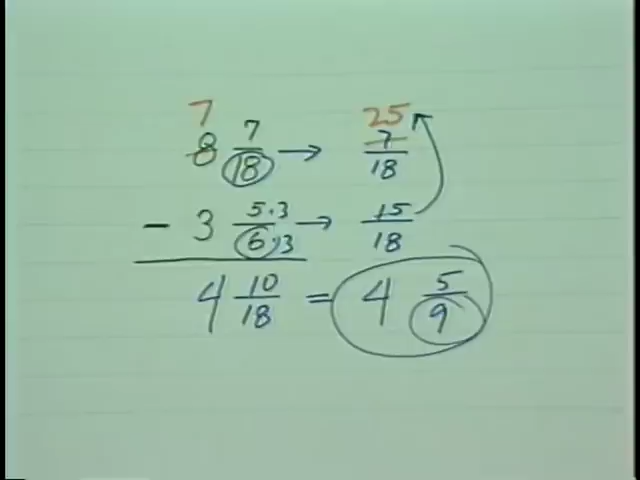 7 25
8 7/18 → 7/18
- 3 5·3/6·3 → 15/18
4 10/18 = 4 5/9